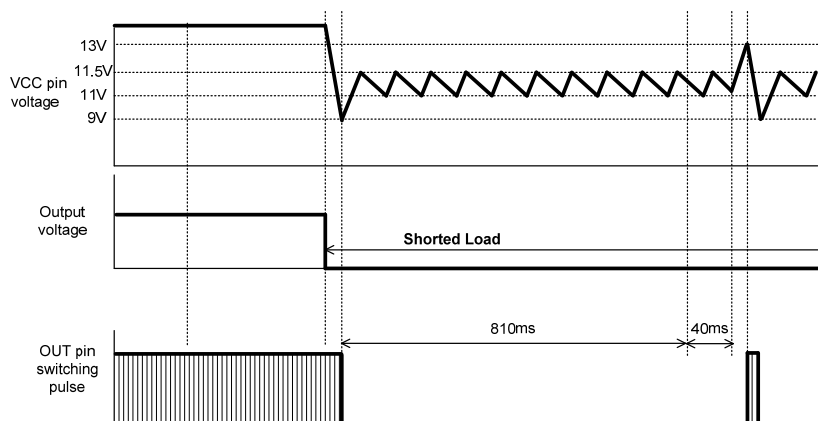 13V
11.5V
VCC pin
voltage
11V
9V
Output
voltage
Shorted Load
810ms
40ms
OUT pin
switching
pulse